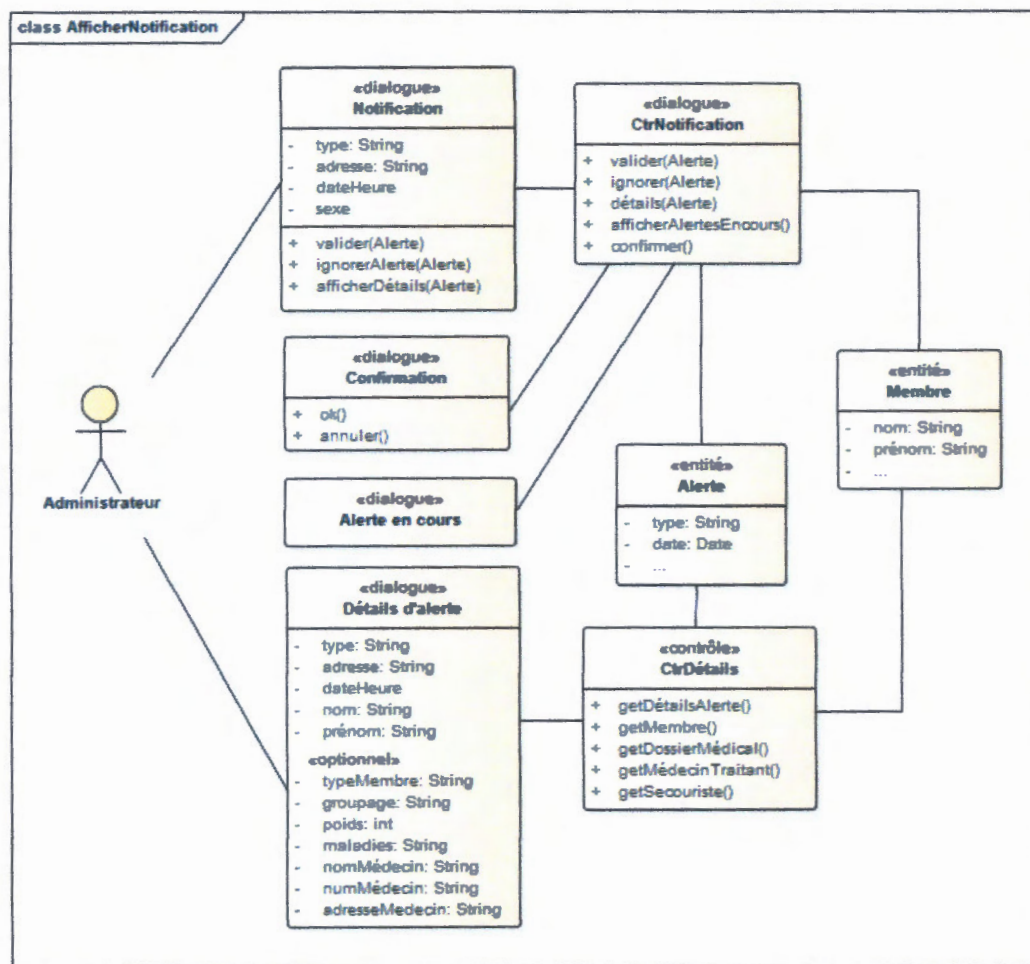 class AfficherNotification
«dialogue»
Notification
- type: String
- adresse: String
- dateHeure
- sexe
+ valider(Alerte)
+ ignorerAlerte(Alerte)
+ afficherDétails(Alerte)
«dialogue»
CtrNotification
+ valider(Alerte)
+ ignorer(Alerte)
+ détails(Alerte)
+ afficherAlertesEncours()
+ confirmer()
«dialogue»
Confirmation
+ ok()
+ annuler()
«entité»
Membre
- nom: String
- prénom: String
- ...
Administrateur
«dialogue»
Alerte en cours
«entité»
Alerte
- type: String
- date: Date
- ...
«dialogue»
Détails d'alerte
- type: String
- adresse: String
- dateHeure
- nom: String
- prénom: String
«optionnel»
- typeMembre: String
- groupage: String
- poids: int
- maladies: String
- nomMédecin: String
- numMédecin: String
- adresseMedecin: String
«contrôle»
CtrDétails
+ getDétailsAlerte()
+ getMembre()
+ getDossierMédical()
+ getMédecinTraitant()
+ getSecouriste()